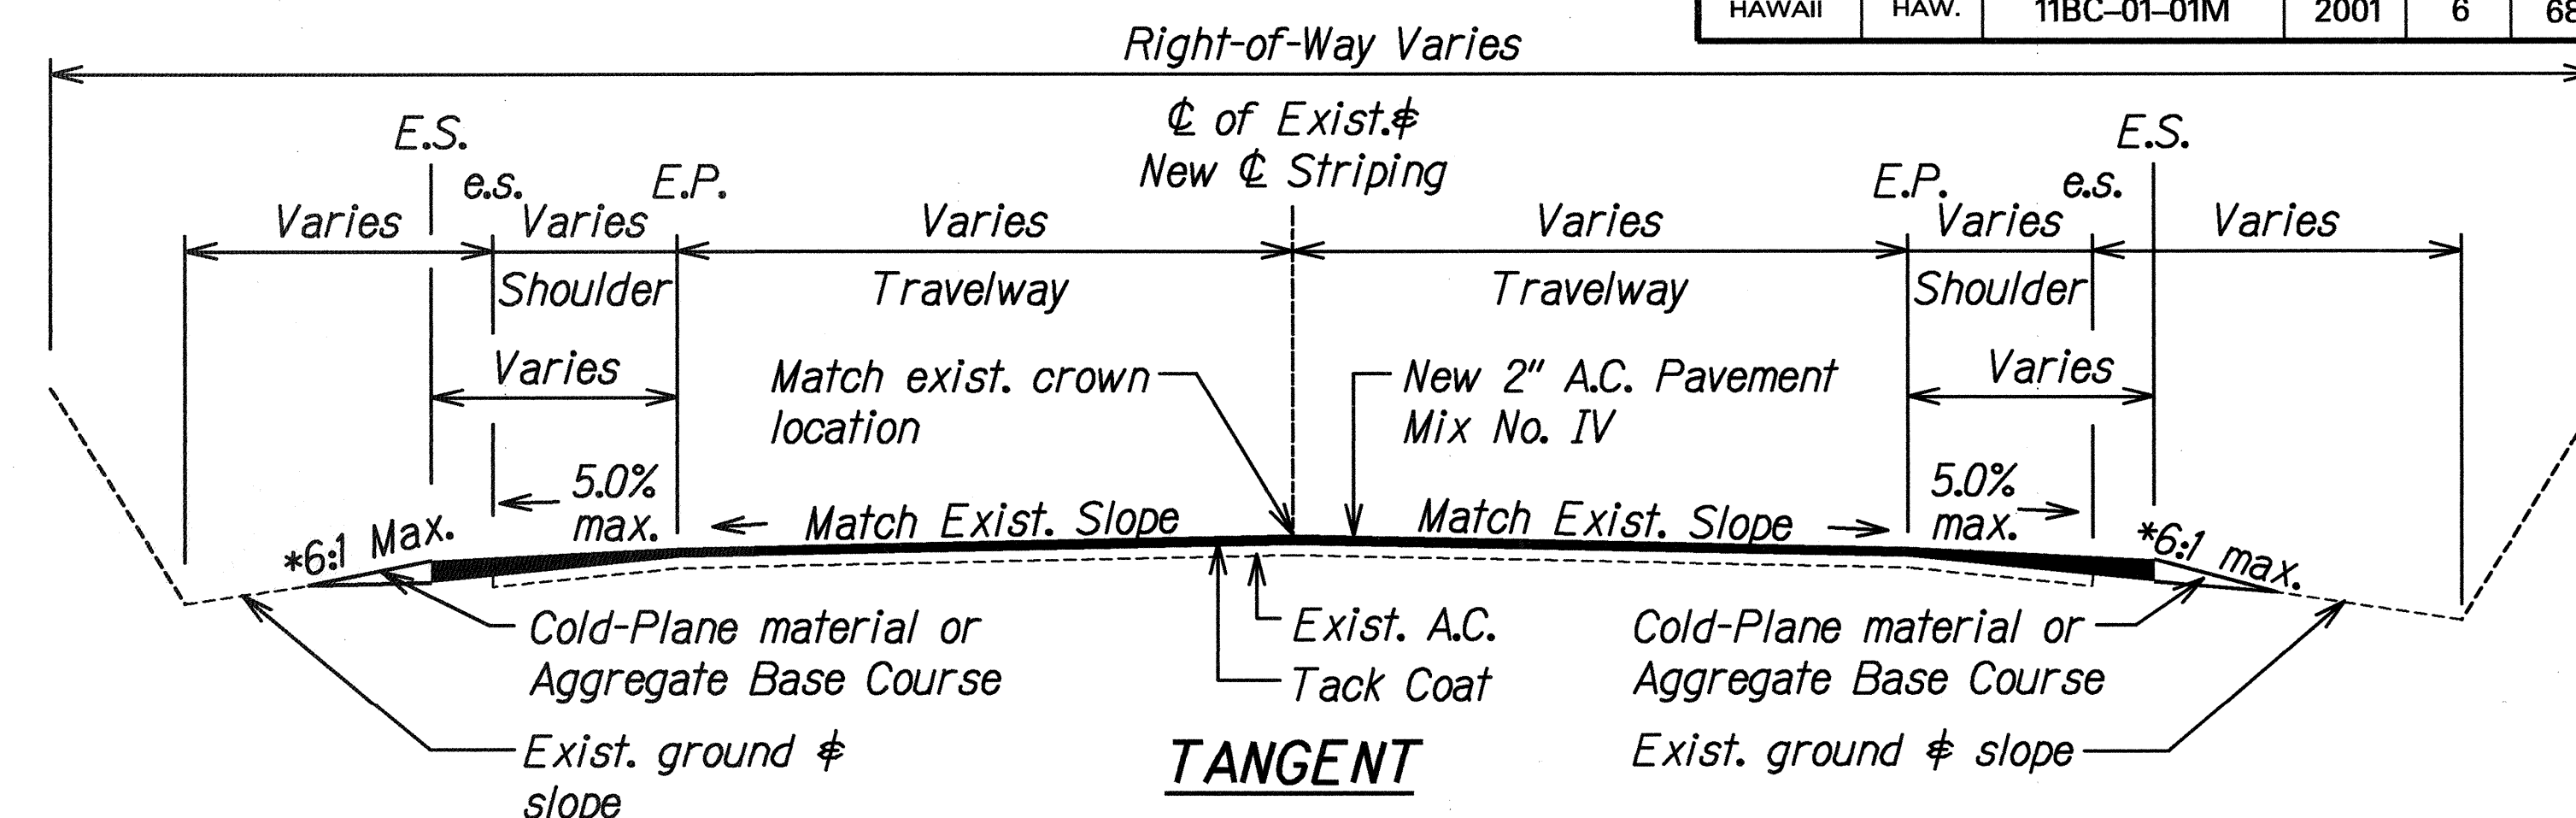 HAWAII HAW. 11BC-01-01M 2001 6 68
Right-of-Way Varies
℄ of Exist.&
New ℄ Striping
E.S.
e.s.
E.P.
E.P.
e.s.
E.S.
Varies Varies Varies Varies Varies Varies
Shoulder Travelway Travelway Shoulder
Varies
Match exist. crown
location
New 2" A.C. Pavement
Mix No. IV
Varies
5.0%
max.
5.0%
max.
*6:1 Max.
Match Exist. Slope
Match Exist. Slope
*6:1 max.
Cold-Plane material or
Aggregate Base Course
Exist. A.C.
Tack Coat
Cold-Plane material or
Aggregate Base Course
Exist. ground &
slope
TANGENT
Exist. ground & slope